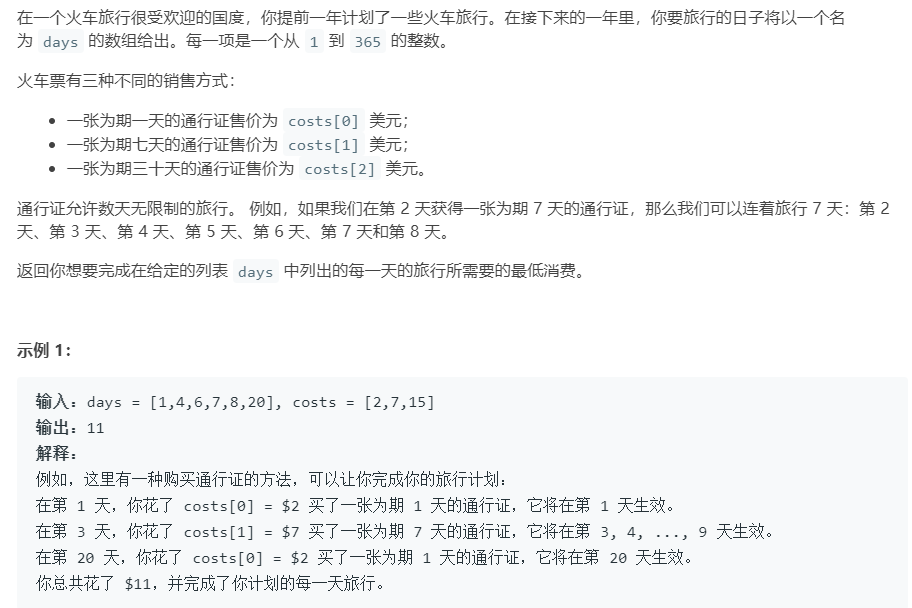 在一个火车旅行很受欢迎的国度，你提前一年计划了一些火车旅行。在接下来的一年里，你要旅行的日子将以一个名
为 days 的数组给出。每一项是一个从 1 到 365 的整数。
火车票有三种不同的销售方式：
• 一张为期一天的通行证售价为 costs[0] 美元；
• 一张为期七天的通行证售价为 costs[1] 美元；
• 一张为期三十天的通行证售价为 costs[2] 美元。
通行证允许数天无限制的旅行。 例如，如果我们在第 2 天获得一张为期 7 天的通行证，那么我们可以连着旅行 7 天：第 2
天、第 3 天、第 4 天、第 5 天、第 6 天、第 7 天和第 8 天。
返回你想要完成在给定的列表 days 中列出的每一天的旅行所需要的最低消费。
示例 1：
输入：days = [1,4,6,7,8,20], costs = [2,7,15]
输出：11
解释：
例如，这里有一种购买通行证的方法，可以让你完成你的旅行计划：
在第 1 天，你花了 costs[0] = $2 买了一张为期 1 天的通行证，它将在第 1 天生效。
在第 3 天，你花了 costs[1] = $7 买了一张为期 7 天的通行证，它将在第 3, 4, ..., 9 天生效。
在第 20 天，你花了 costs[0] = $2 买了一张为期 1 天的通行证，它将在第 20 天生效。
你总共花了 $11，并完成了你计划的每一天旅行。